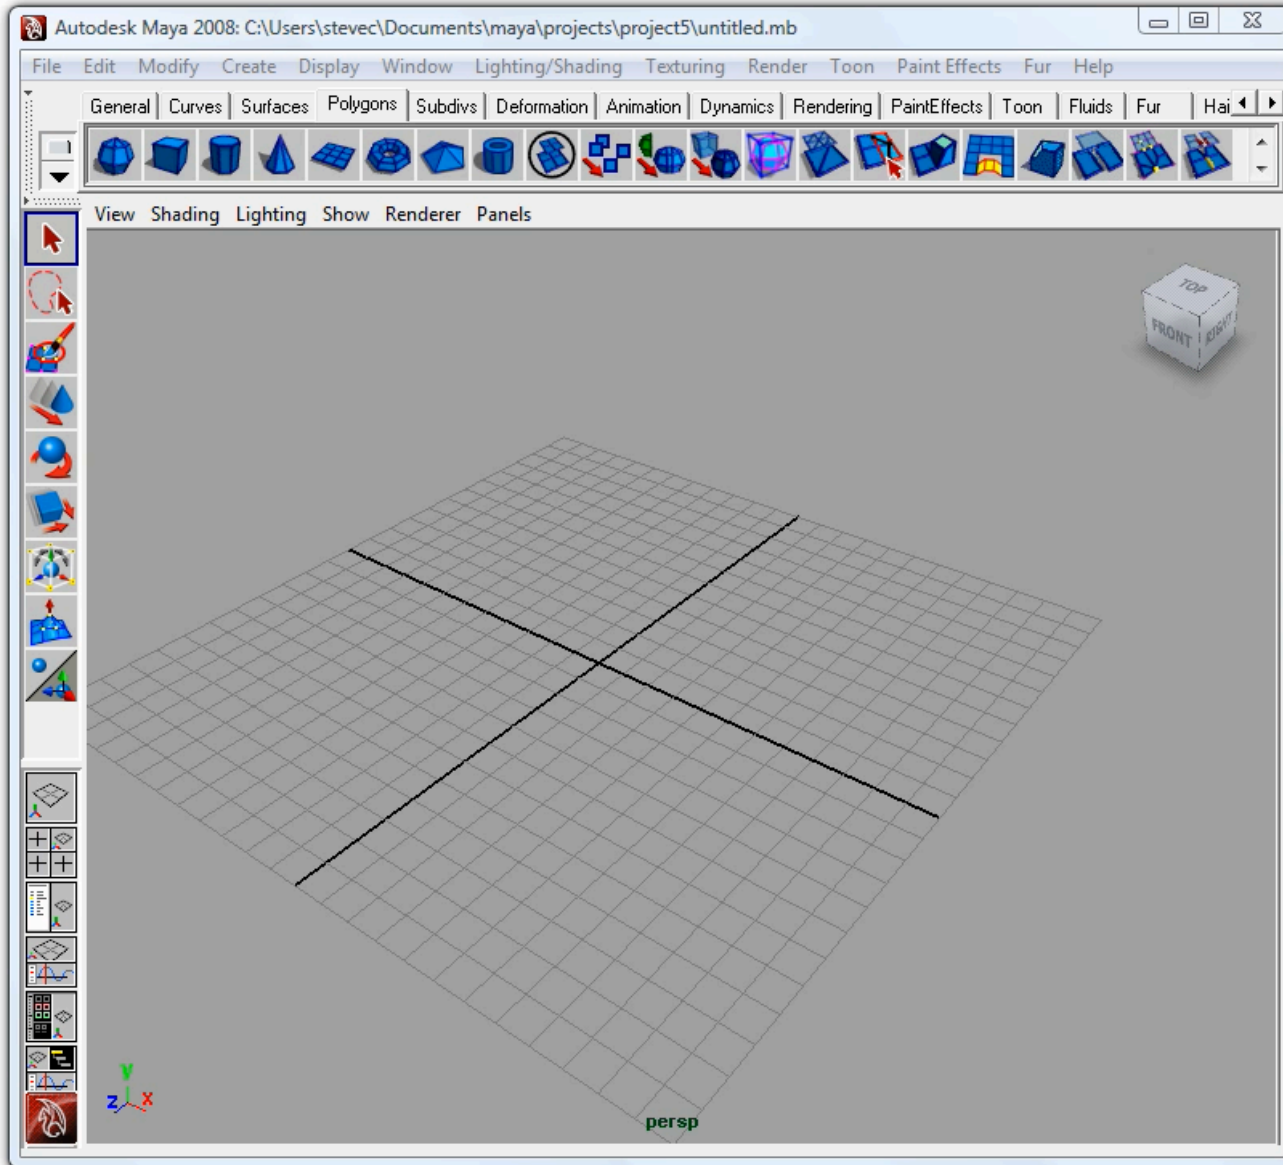 Autodesk Maya 2008: C:\Users\stevec\Documents\maya\projects\project5\untitled.mb
File Edit Modify Create Display Window Lighting/Shading Texturing Render Toon Paint Effects Fur Help
General Curves Surfaces Polygons Subdivs Deformation Animation Dynamics Rendering PaintEffects Toon Fluids Fur Hai
View Shading Lighting Show Renderer Panels
TOP
FRONT RIGHT
y
z x
persp